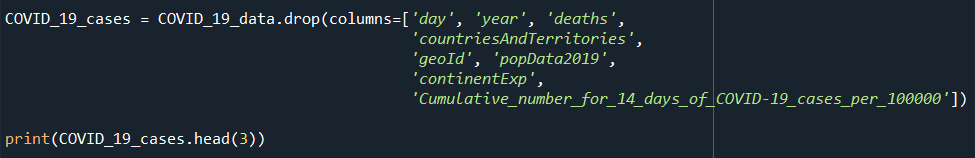 COVID_19_cases = COVID_19_data.drop(columns=['day', 'year', 'deaths',
'countriesAndTerritories',
'geoId', 'popData2019',
'continentExp',
'Cumulative_number_for_14_days_of_COVID-19_cases_per_100000'])
print(COVID_19_cases.head(3))